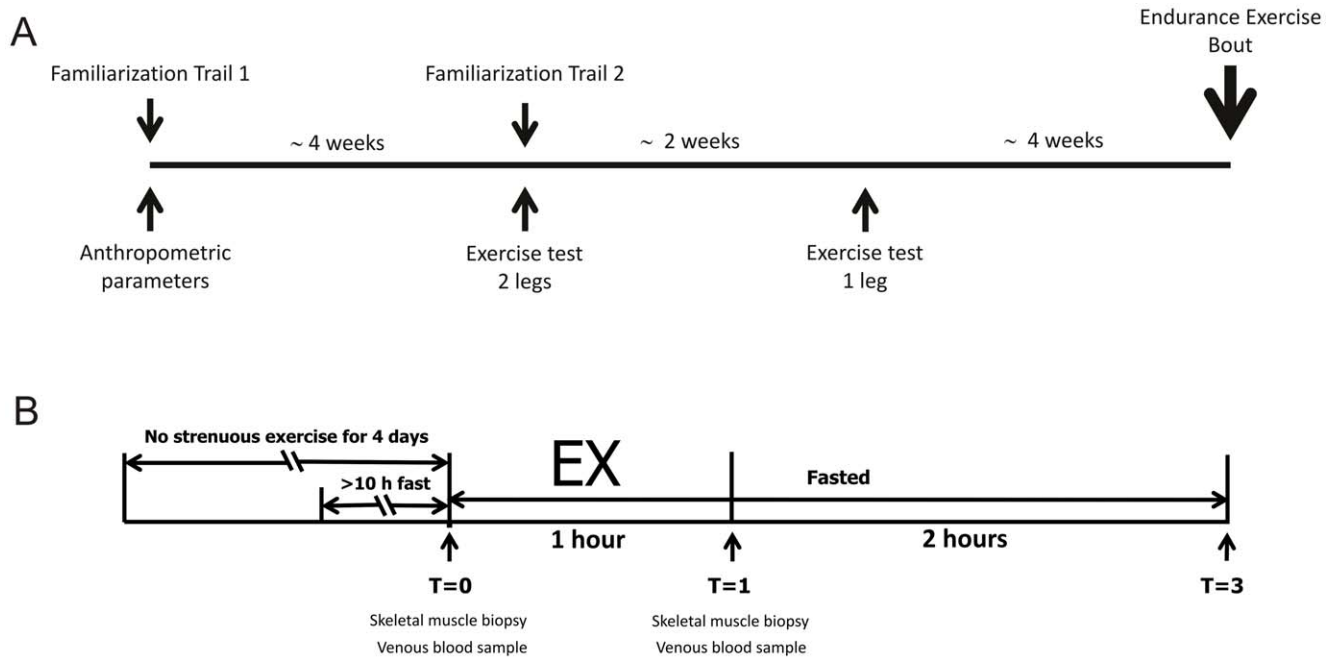 A
Endurance Exercise
Bout
Familiarization Trail 1
Familiarization Trail 2
~ 4 weeks
~ 2 weeks
~ 4 weeks
Anthropometric
parameters
Exercise test
2 legs
Exercise test
1 leg
B
No strenuous exercise for 4 days
>10 h fast
EX
Fasted
1 hour
2 hours
T=0
T=1
T=3
Skeletal muscle biopsy
Venous blood sample
Skeletal muscle biopsy
Venous blood sample